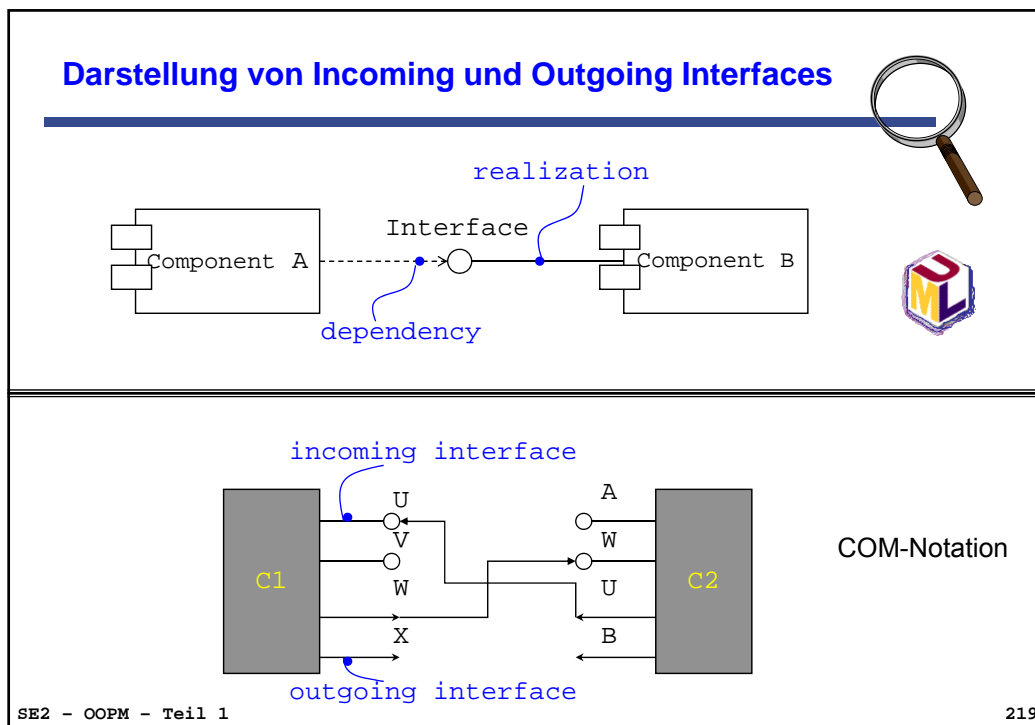 Darstellung von Incoming und Outgoing Interfaces
realization
Interface
Component A
Component B
dependency
UML
incoming interface
U
A
V
W
COM-Notation
C1
C2
W
U
X
B
outgoing interface
SE2 – OOPM – Teil 1
219